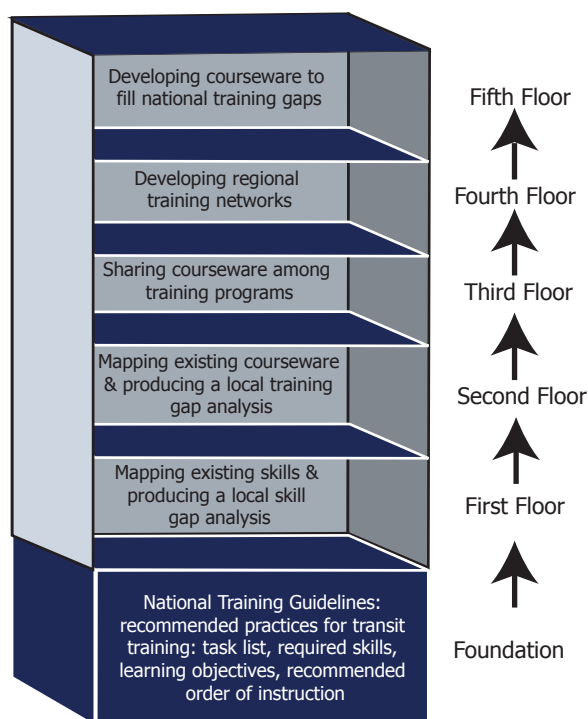 Developing courseware to
fill national training gaps
Fifth Floor
Developing regional
training networks
Fourth Floor
Sharing courseware among
training programs
Third Floor
Mapping existing courseware
& producing a local training
gap analysis
Second Floor
Mapping existing skills &
producing a local skill
gap analysis
First Floor
National Training Guidelines:
recommended practices for transit
training: task list, required skills,
learning objectives, recommended
order of instruction
Foundation